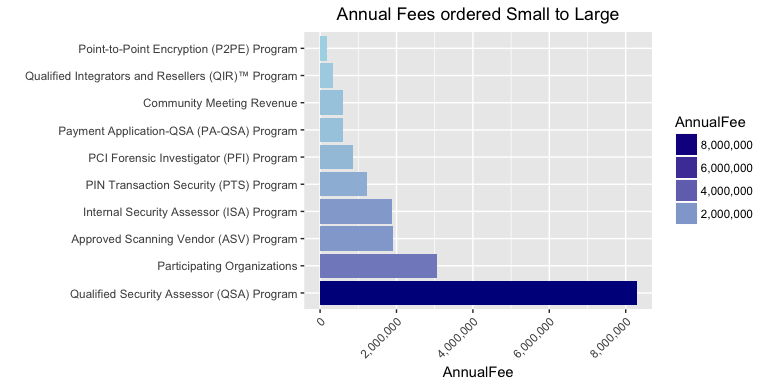 Annual Fees ordered Small to Large
Point-to-Point Encryption (P2PE) Program
Qualified Integrators and Resellers (QIR)™ Program
Community Meeting Revenue
Payment Application-QSA (PA-QSA) Program
PCI Forensic Investigator (PFI) Program
PIN Transaction Security (PTS) Program
Internal Security Assessor (ISA) Program
Approved Scanning Vendor (ASV) Program
Participating Organizations
Qualified Security Assessor (QSA) Program
0
2,000,000
4,000,000
6,000,000
8,000,000
AnnualFee
AnnualFee
8,000,000
6,000,000
4,000,000
2,000,000